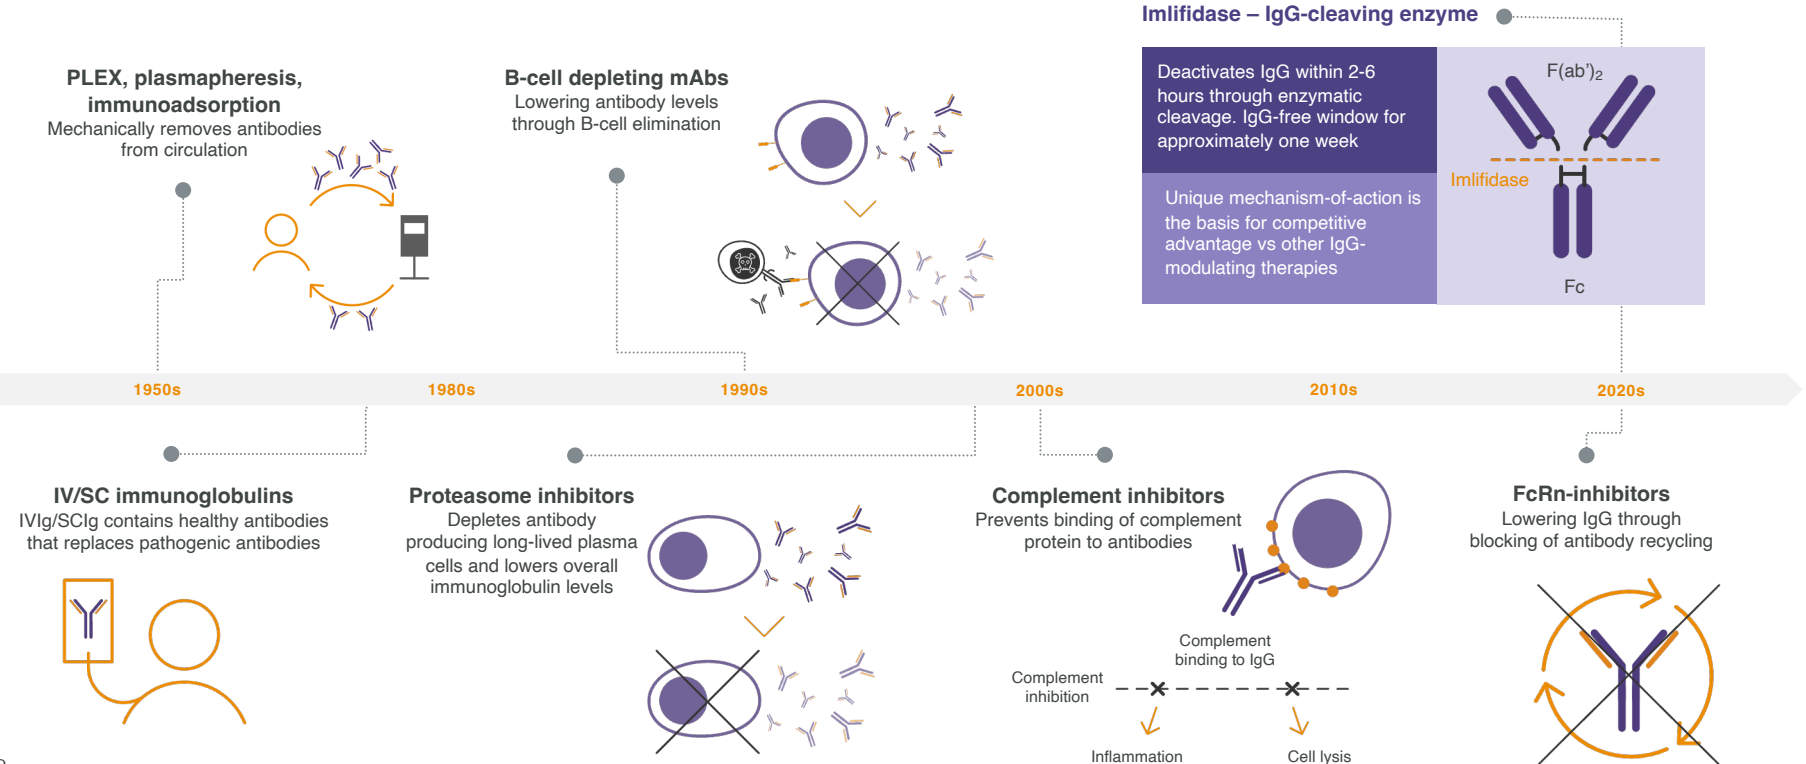 Imlifidase – IgG-cleaving enzyme
PLEX, plasmapheresis,
immunoadsorption
Mechanically removes antibodies
from circulation
B-cell depleting mAbs
Lowering antibody levels
through B-cell elimination
Deactivates IgG within 2-6
hours through enzymatic
cleavage. IgG-free window for
approximately one week
Unique mechanism-of-action is
the basis for competitive
advantage vs other IgG-
modulating therapies
F(ab’)₂
Imlifidase
Fc
1950s
1980s
1990s
2000s
2010s
2020s
IV/SC immunoglobulins
IVIg/SCIg contains healthy antibodies
that replaces pathogenic antibodies
Proteasome inhibitors
Depletes antibody
producing long-lived plasma
cells and lowers overall
immunoglobulin levels
Complement inhibitors
Prevents binding of complement
protein to antibodies
Complement
binding to IgG
Complement
inhibition
Inflammation
Cell lysis
FcRn-inhibitors
Lowering IgG through
blocking of antibody recycling